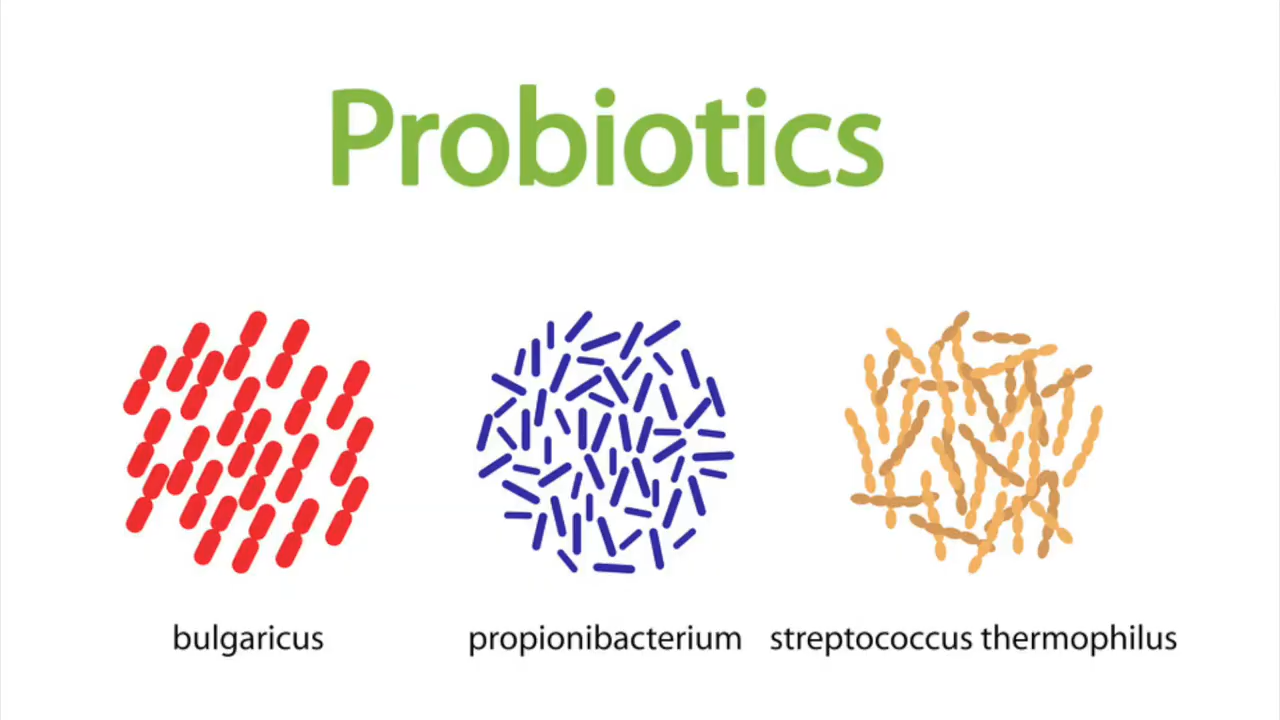 Probiotics
bulgaricus
propionibacterium
streptococcus thermophilus